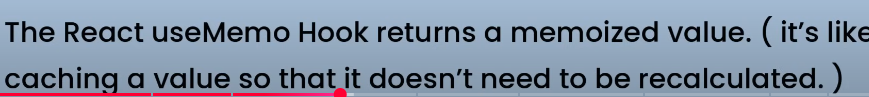 The React useMemo Hook returns a memoized value. ( it’s like
caching a value so that it doesn’t need to be recalculated. )